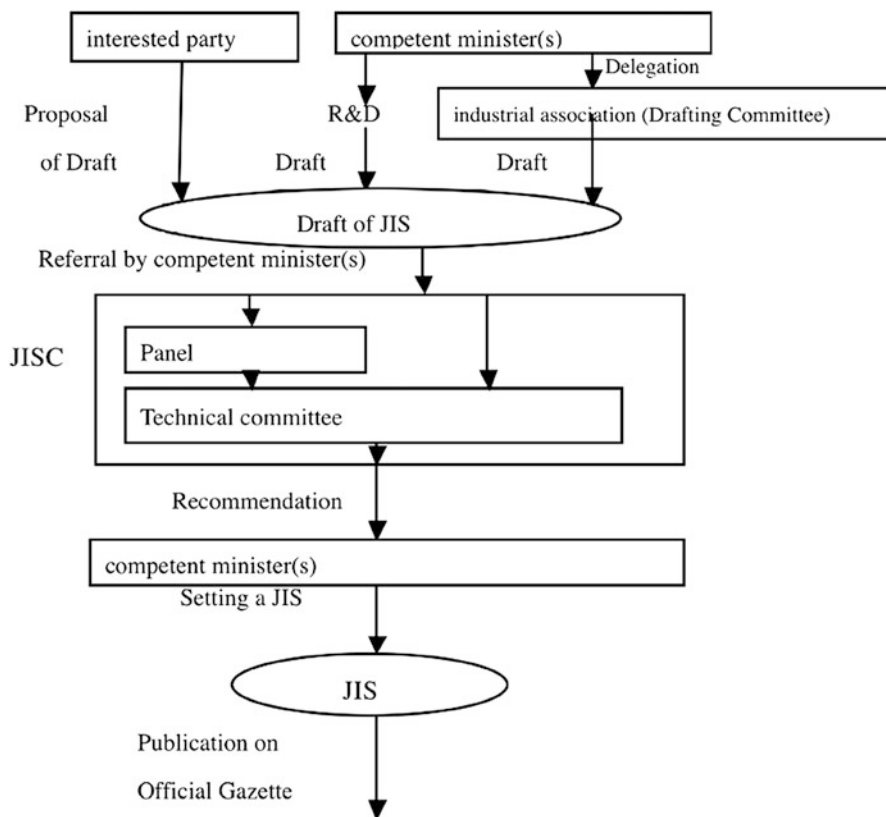 interested party
competent minister(s)
Delegation
Proposal
of Draft
R&D
industrial association (Drafting Committee)
Draft
Draft
Draft of JIS
Referral by competent minister(s)
JISC
Panel
Technical committee
Recommendation
competent minister(s)
Setting a JIS
JIS
Publication on
Official Gazette